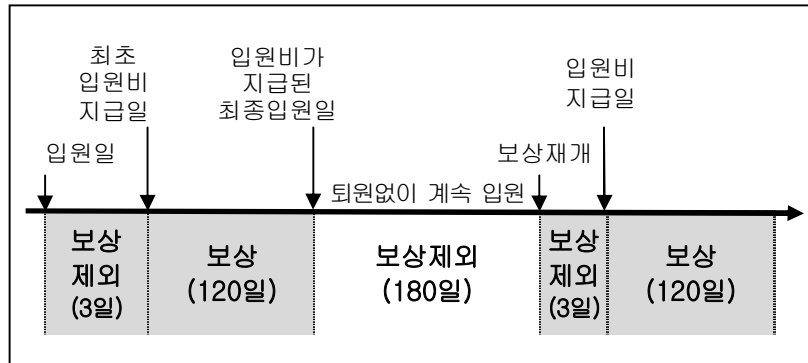 최초
입원비
지급일
입원비가
지급된
최종입원일
입원비
지급일
입원일
보상재개
퇴원없이 계속 입원
보상
제외
(3일)
보상
(120일)
보상제외
(180일)
보상
제외
(3일)
보상
(120일)